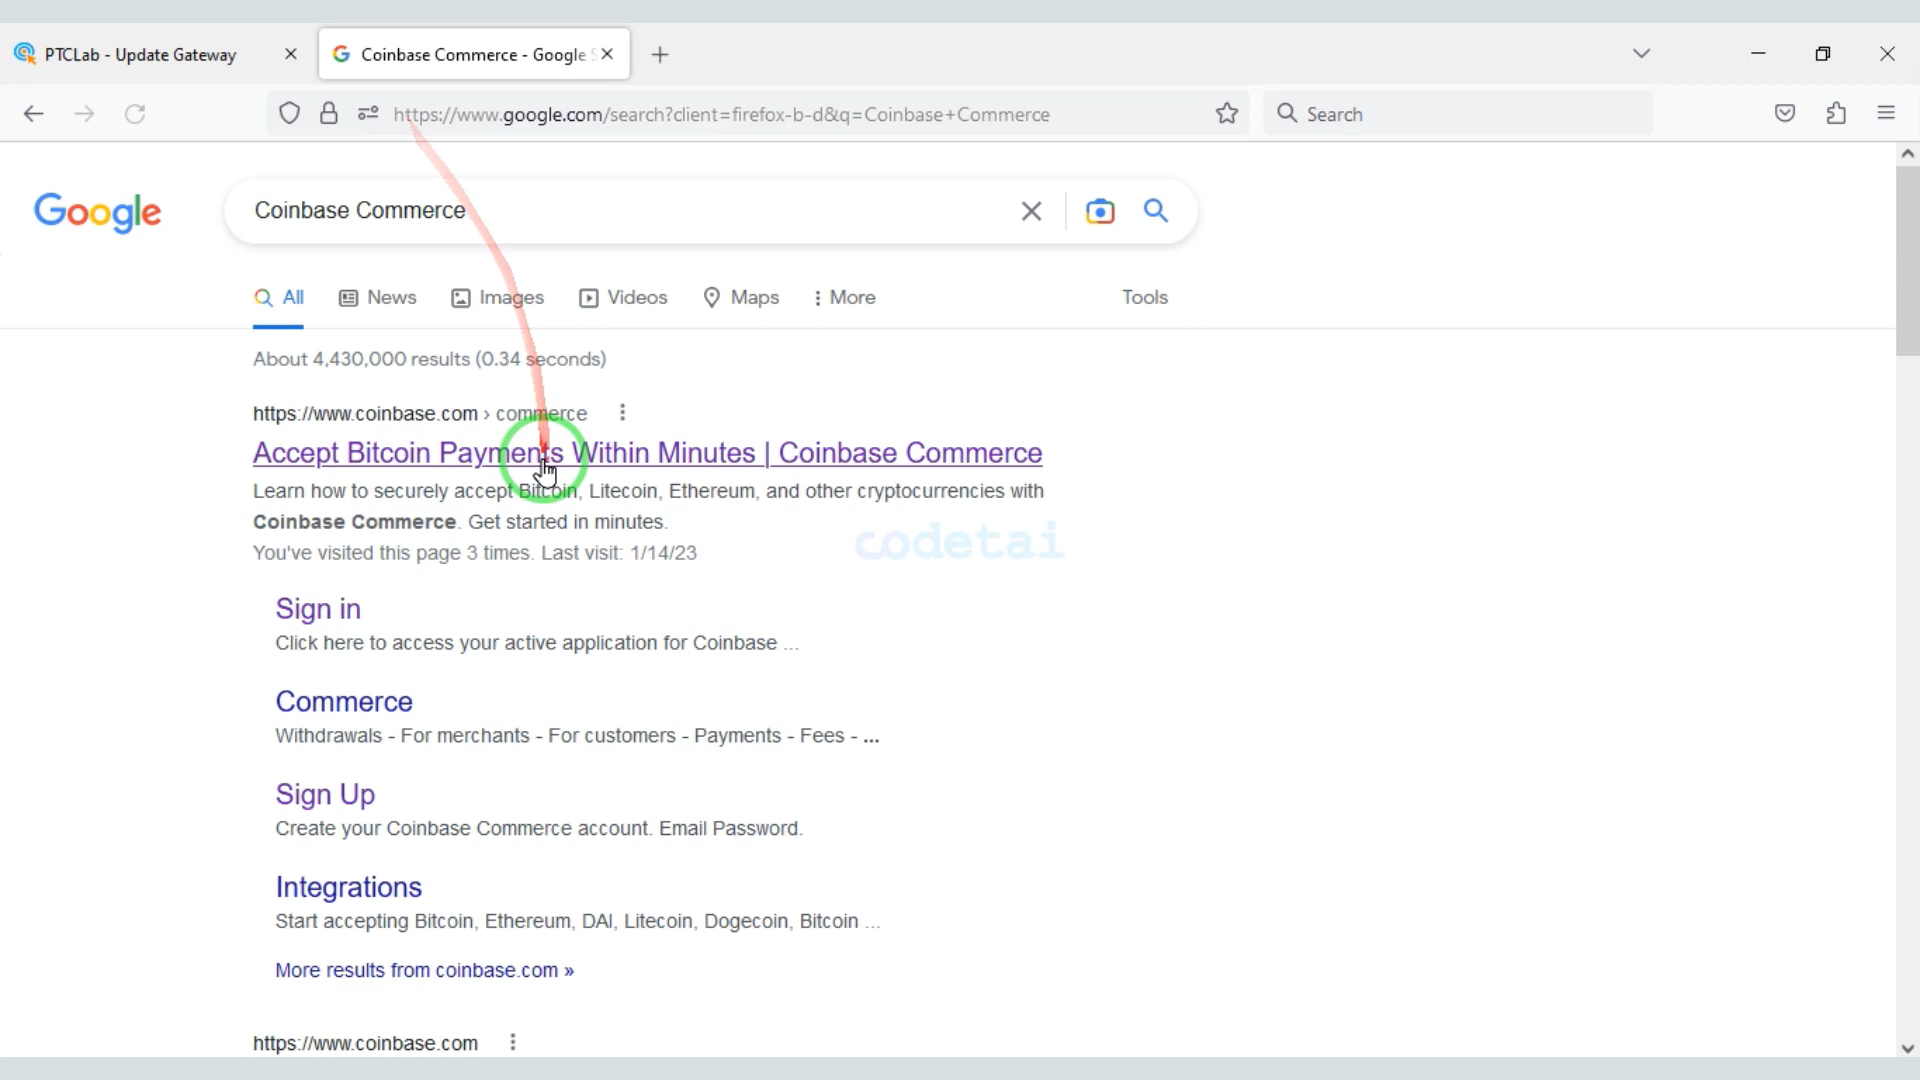 PTCLab - Update Gateway
Coinbase Commerce - Google S
https://www.google.com/search?client=firefox-b-d&q=Coinbase+Commerce
Search
Google
Coinbase Commerce
All
News
Images
Videos
Maps
More
Tools
About 4,430,000 results (0.34 seconds)
https://www.coinbase.com › commerce
Accept Bitcoin Payments Within Minutes | Coinbase Commerce
Learn how to securely accept Bitcoin, Litecoin, Ethereum, and other cryptocurrencies with
Coinbase Commerce. Get started in minutes.
You've visited this page 3 times. Last visit: 1/14/23
codetai
Sign in
Click here to access your active application for Coinbase ...
Commerce
Withdrawals - For merchants - For customers - Payments - Fees - ...
Sign Up
Create your Coinbase Commerce account. Email Password.
Integrations
Start accepting Bitcoin, Ethereum, DAI, Litecoin, Dogecoin, Bitcoin ...
More results from coinbase.com »
https://www.coinbase.com